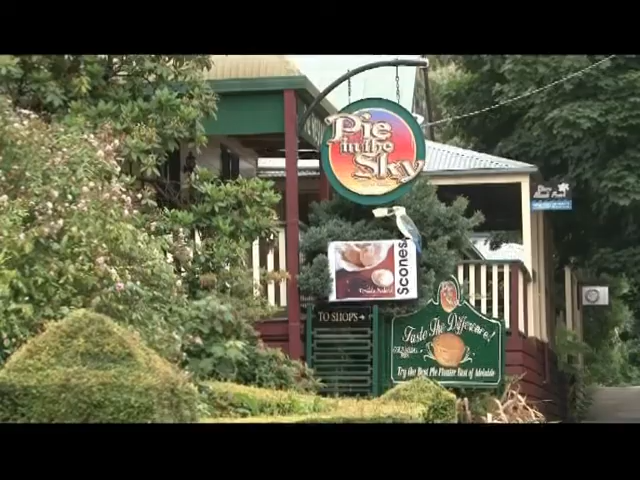 Pie
in the
Sky
Scones
TO SHOPS
Taste The Difference!
Try the Best Pie Floater East of Adelaide